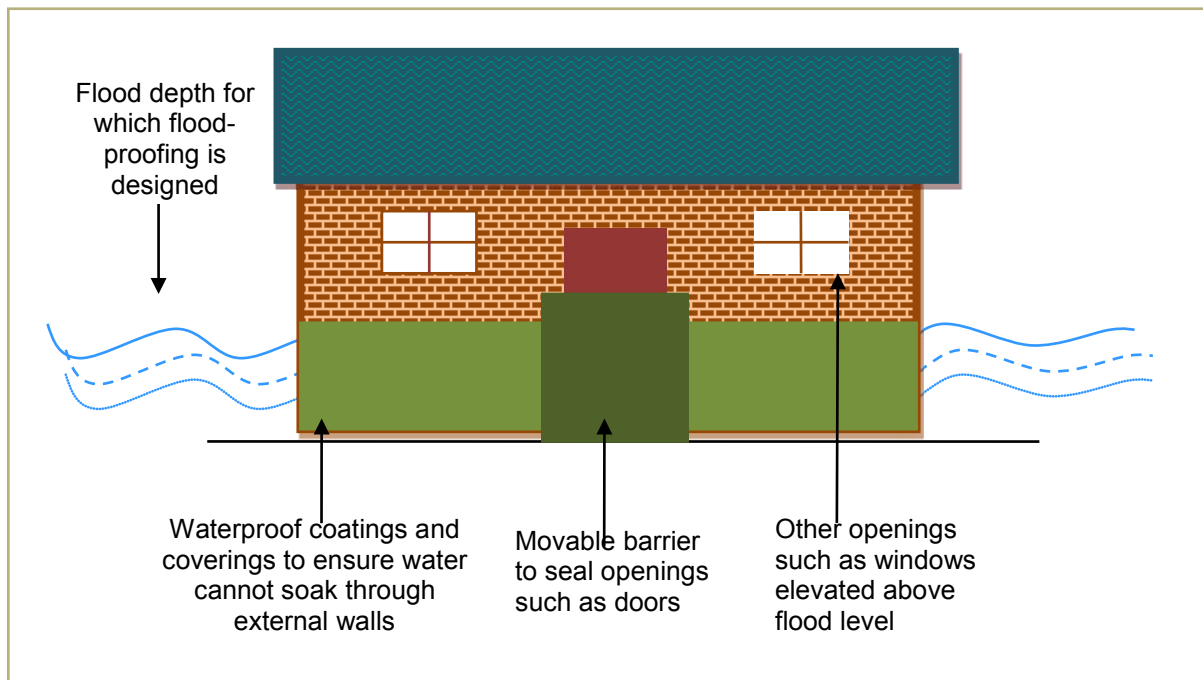 Flood depth for
which flood-
proofing is
designed
Waterproof coatings and
coverings to ensure water
cannot soak through
external walls
Movable barrier
to seal openings
such as doors
Other openings
such as windows
elevated above
flood level